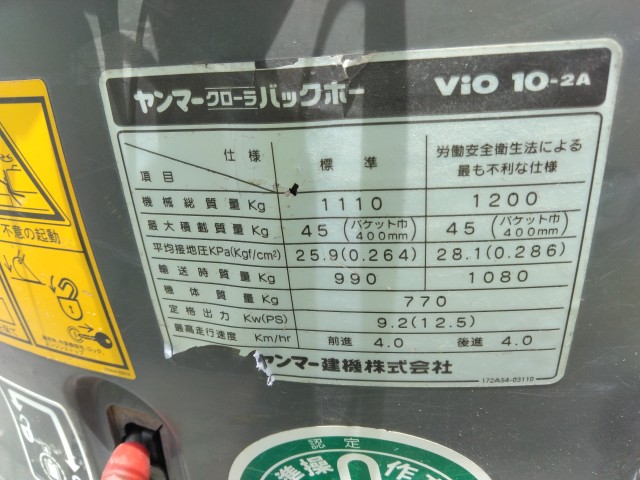 ヤンマークローラバックホー ViO 10-2A
項目 仕様 標準 労働安全衛生法による
最も不利な仕様
機械総質量 Kg 1110 1200
最大積載質量 Kg 45 (バケット巾 400mm) 45 (バケット巾 400mm)
平均接地圧KPa(Kgf/cm²) 25.9(0.264) 28.1(0.286)
輸送時質量 Kg 990 1080
機体質量 Kg 770
定格出力 Kw(PS) 9.2(12.5)
最高走行速度 Km/hr 前進 4.0 後進 4.0
ヤンマー建機株式会社
172A54-03110
不意の起動
認定
準操作